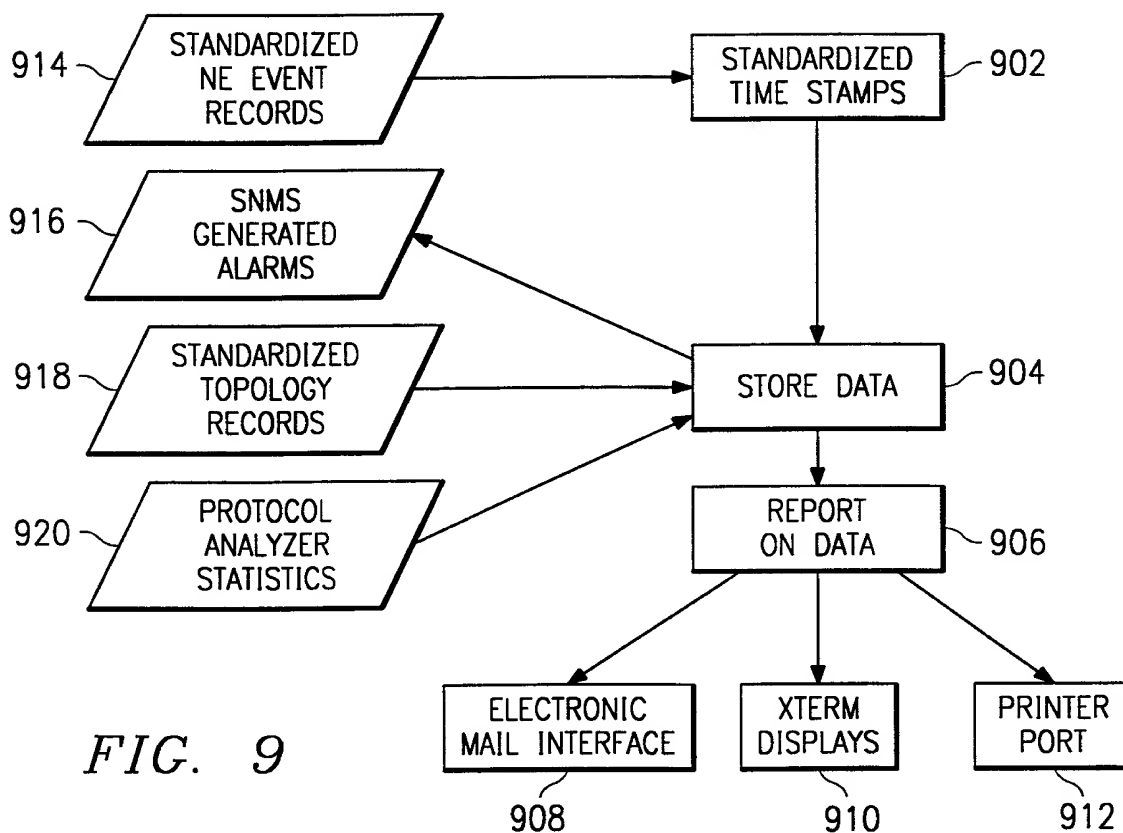 914
STANDARDIZED
NE EVENT
RECORDS
STANDARDIZED
TIME STAMPS
902
916
SNMS
GENERATED
ALARMS
918
STANDARDIZED
TOPOLOGY
RECORDS
STORE DATA
904
920
PROTOCOL
ANALYZER
STATISTICS
REPORT
ON DATA
906
ELECTRONIC
MAIL INTERFACE
908
XTERM
DISPLAYS
910
PRINTER
PORT
912
FIG. 9